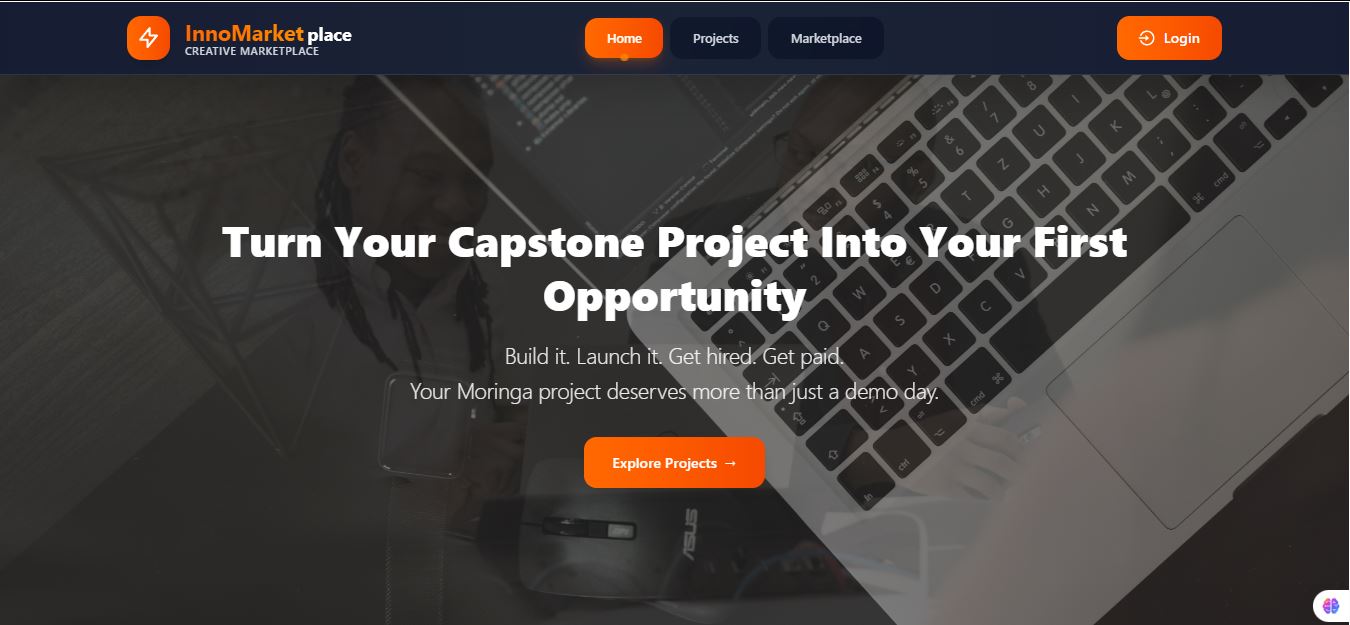 InnoMarket place
CREATIVE MARKETPLACE
Home
Projects
Marketplace
Login
Turn Your Capstone Project Into Your First
Opportunity
Build it. Launch it. Get hired. Get paid.
Your Moringa project deserves more than just a demo day.
Explore Projects →
ASUS